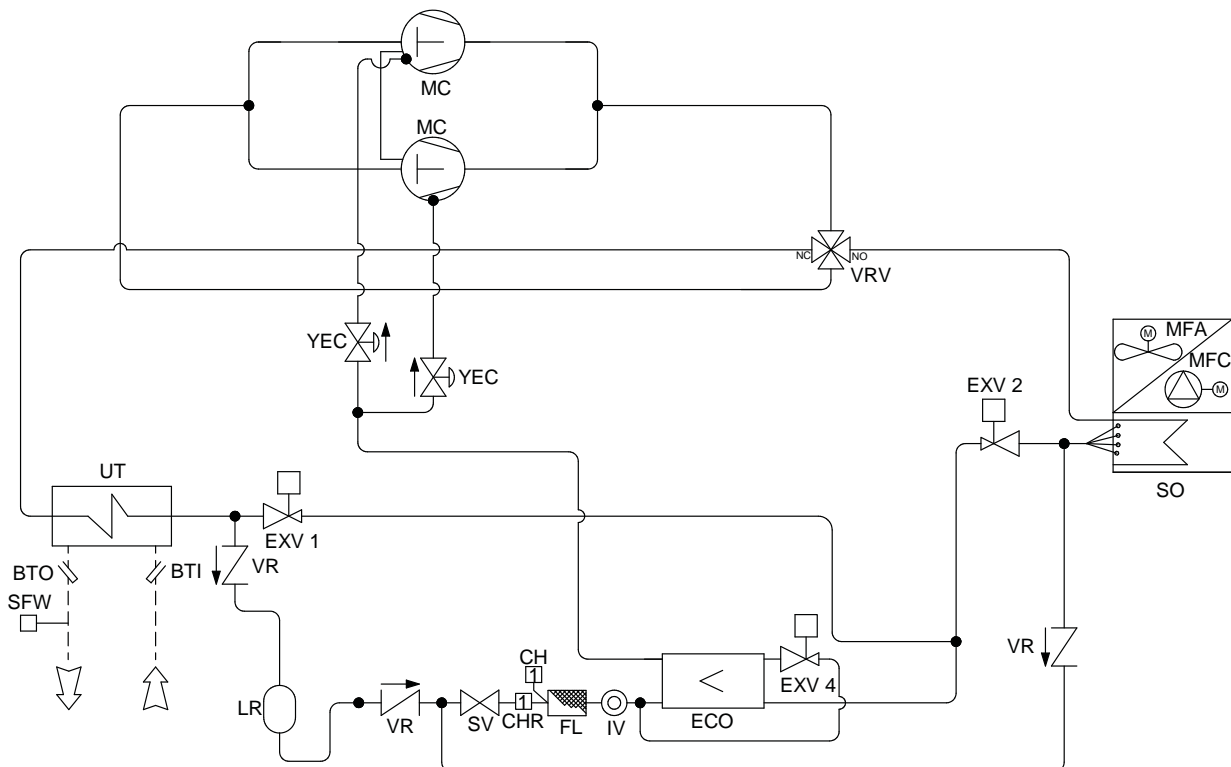 MC
MC
NC
NO
VRV
M
MFA
MFC
M
YEC
YEC
EXV 2
SO
UT
EXV 1
VR
BTO
BTI
SFW
VR
CH
1
1
EXV 4
LR
VR
SV
CHR
FL
IV
ECO